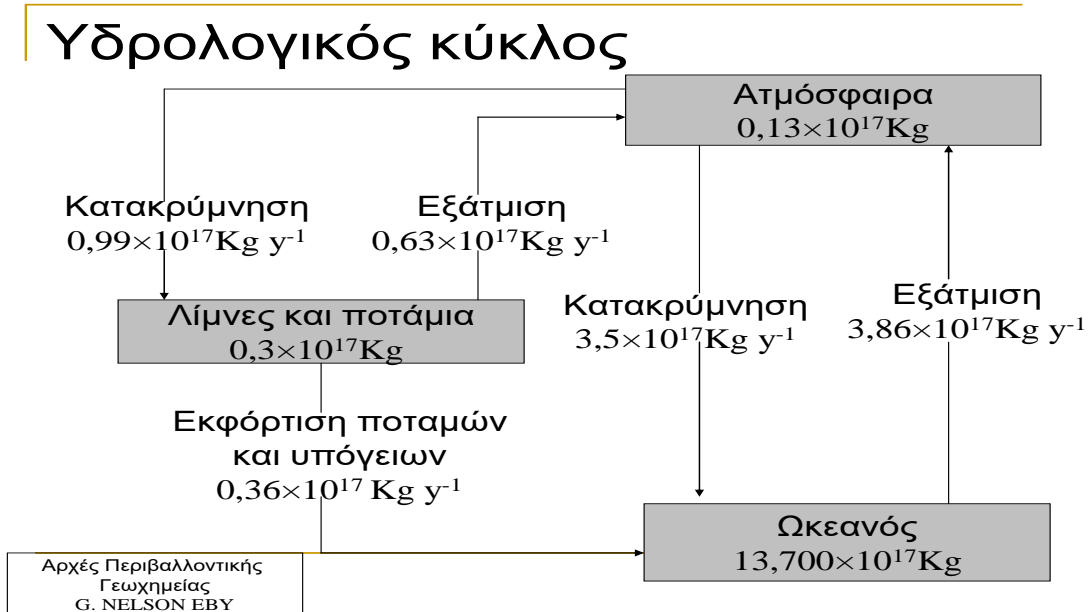 Υδρολογικός κύκλος
Ατμόσφαιρα
0,13×10¹⁷Kg
Κατακρύμνηση
0,99×10¹⁷Kg y⁻¹
Εξάτμιση
0,63×10¹⁷Kg y⁻¹
Λίμνες και ποτάμια
0,3×10¹⁷Kg
Κατακρύμνηση
3,5×10¹⁷Kg y⁻¹
Εξάτμιση
3,86×10¹⁷Kg y⁻¹
Εκφόρτιση ποταμών
και υπόγειων
0,36×10¹⁷ Kg y⁻¹
Ωκεανός
13,700×10¹⁷Kg
Αρχές Περιβαλλοντικής
Γεωχημείας
G. NELSON EBY